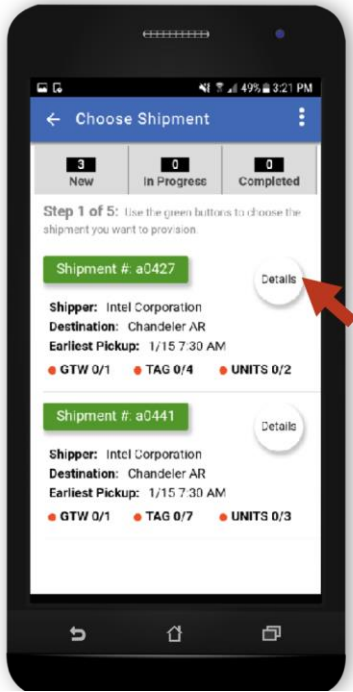 49% 3:21 PM
Choose Shipment
3 0 0
New In Progress Completed
Step 1 of 5: Use the green buttons to choose the
shipment you want to provision.
Shipment #: a0427
Details
Shipper: Intel Corporation
Destination: Chandeler AR
Earliest Pickup: 1/15 7:30 AM
GTW 0/1 TAG 0/4 UNITS 0/2
Shipment #: a0441
Details
Shipper: Intel Corporation
Destination: Chandeler AR
Earliest Pickup: 1/15 7:30 AM
GTW 0/1 TAG 0/7 UNITS 0/3